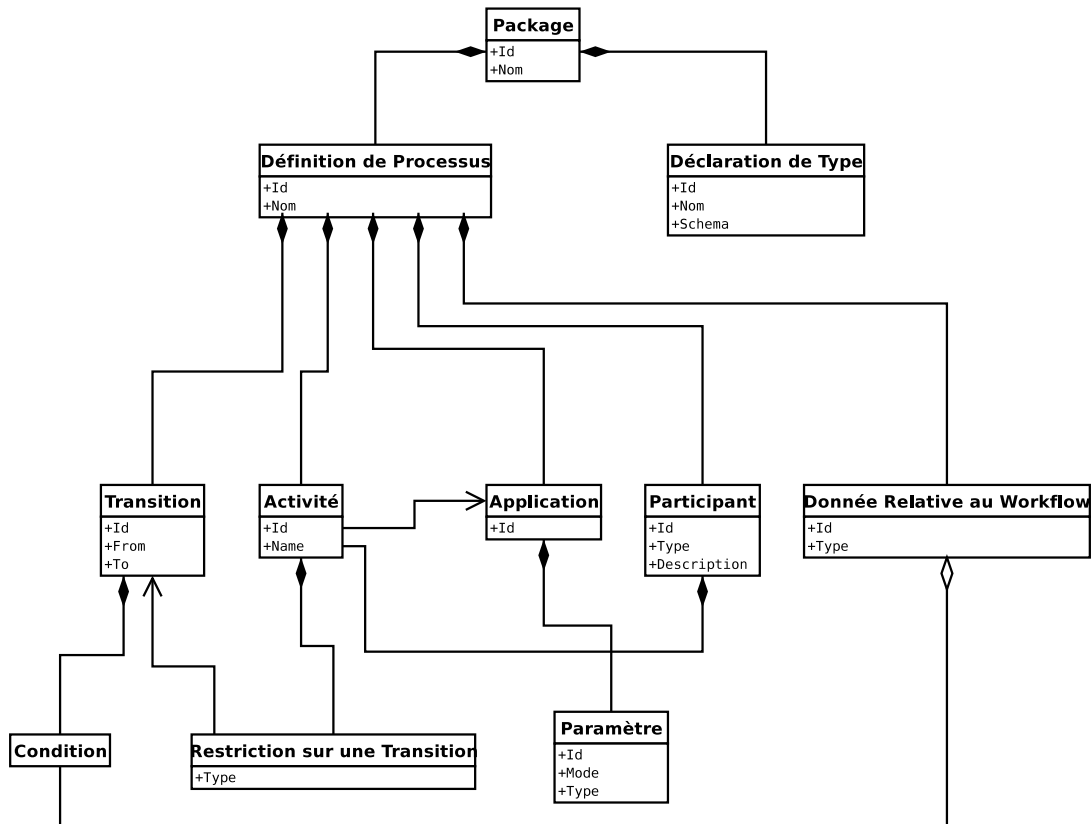 Package
+Id
+Nom
Définition de Processus
+Id
+Nom
Déclaration de Type
+Id
+Nom
+Schema
Transition
+Id
+From
+To
Activité
+Id
+Name
Application
+Id
Participant
+Id
+Type
+Description
Donnée Relative au Workflow
+Id
+Type
Condition
Restriction sur une Transition
+Type
Paramètre
+Id
+Mode
+Type